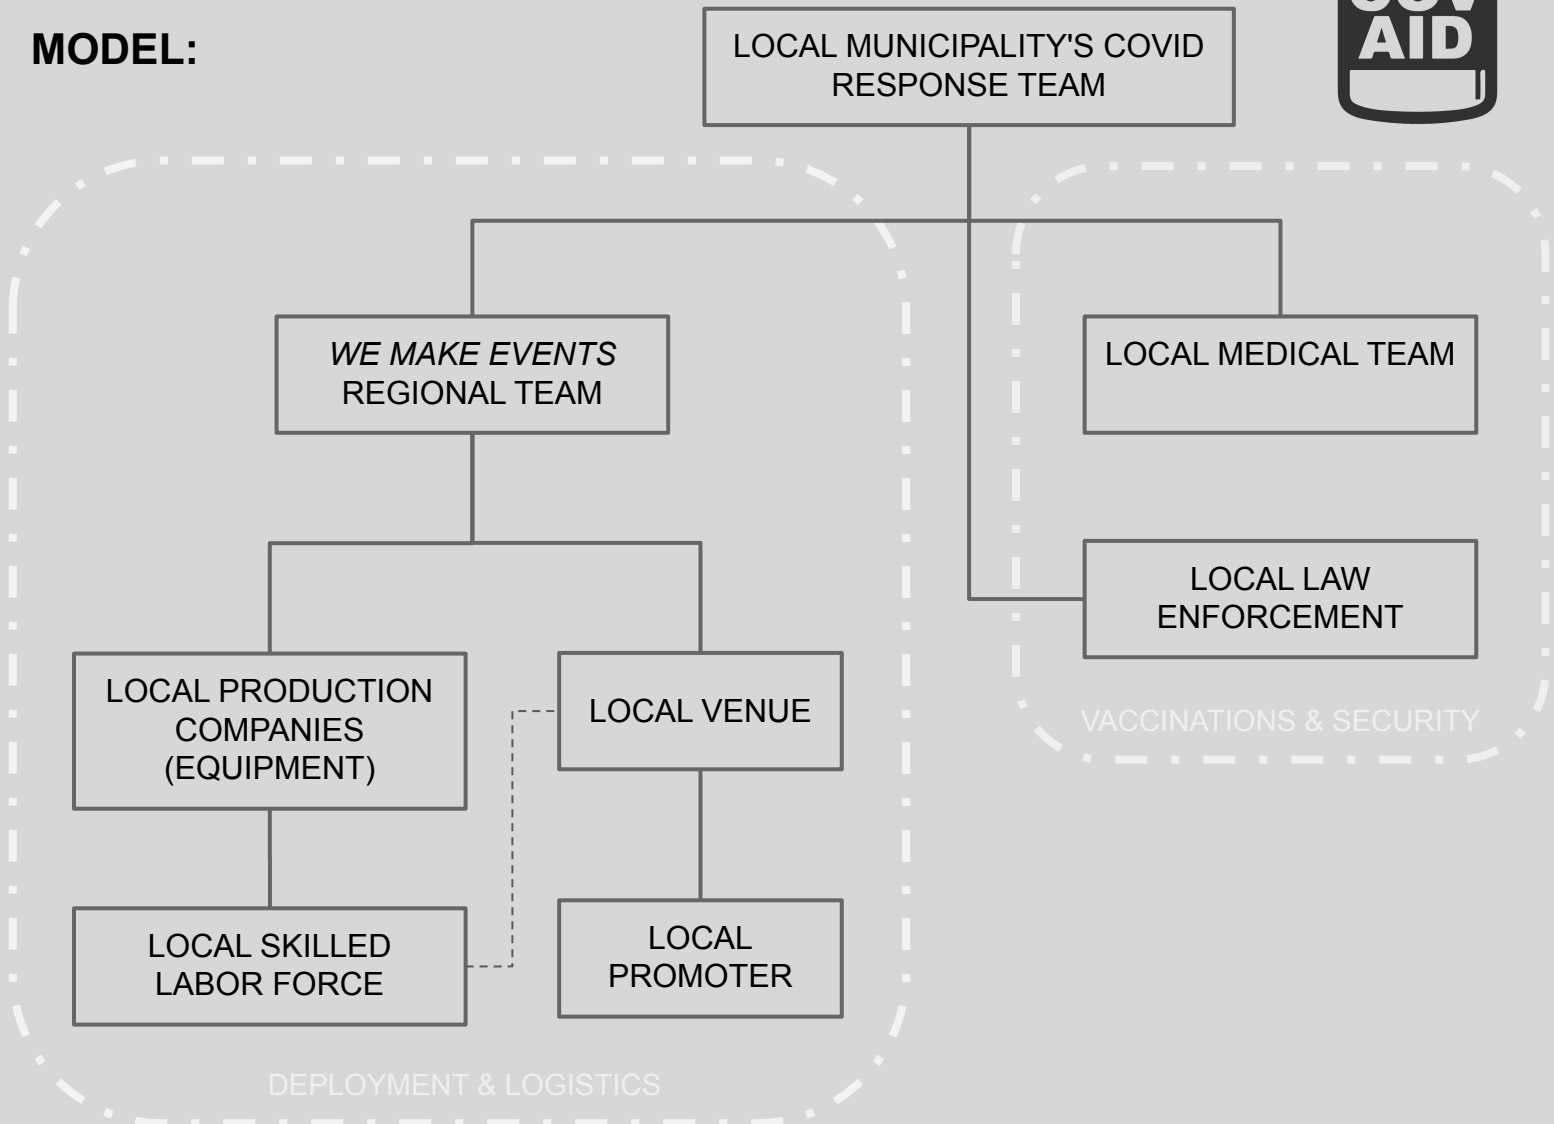 MODEL:
LOCAL MUNICIPALITY'S COVID
RESPONSE TEAM
COV
AID
WE MAKE EVENTS
REGIONAL TEAM
LOCAL MEDICAL TEAM
LOCAL LAW
ENFORCEMENT
LOCAL PRODUCTION
COMPANIES
(EQUIPMENT)
LOCAL VENUE
VACCINATIONS & SECURITY
LOCAL SKILLED
LABOR FORCE
LOCAL
PROMOTER
DEPLOYMENT & LOGISTICS